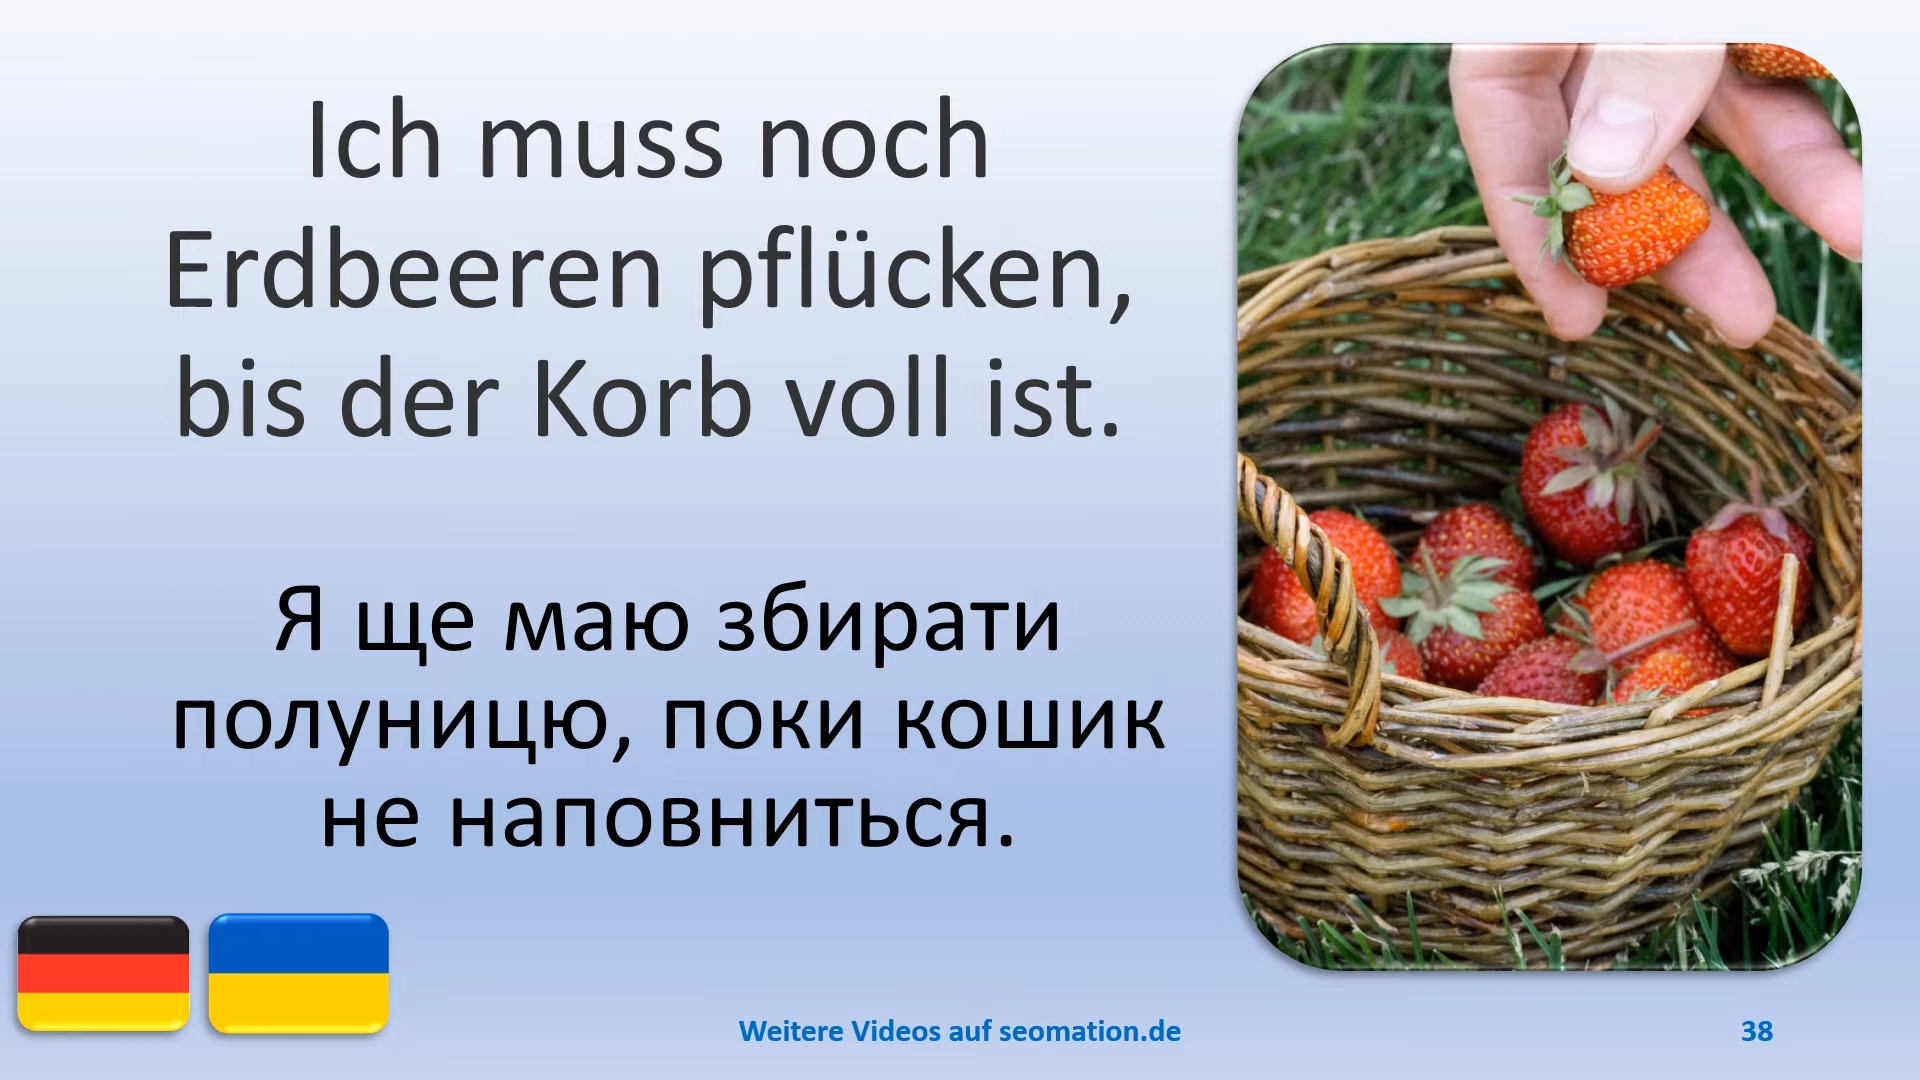 Ich muss noch
Erdbeeren pflücken,
bis der Korb voll ist.
Я ще маю збирати
полуницю, поки кошик
не наповниться.
Weitere Videos auf seomation.de
38